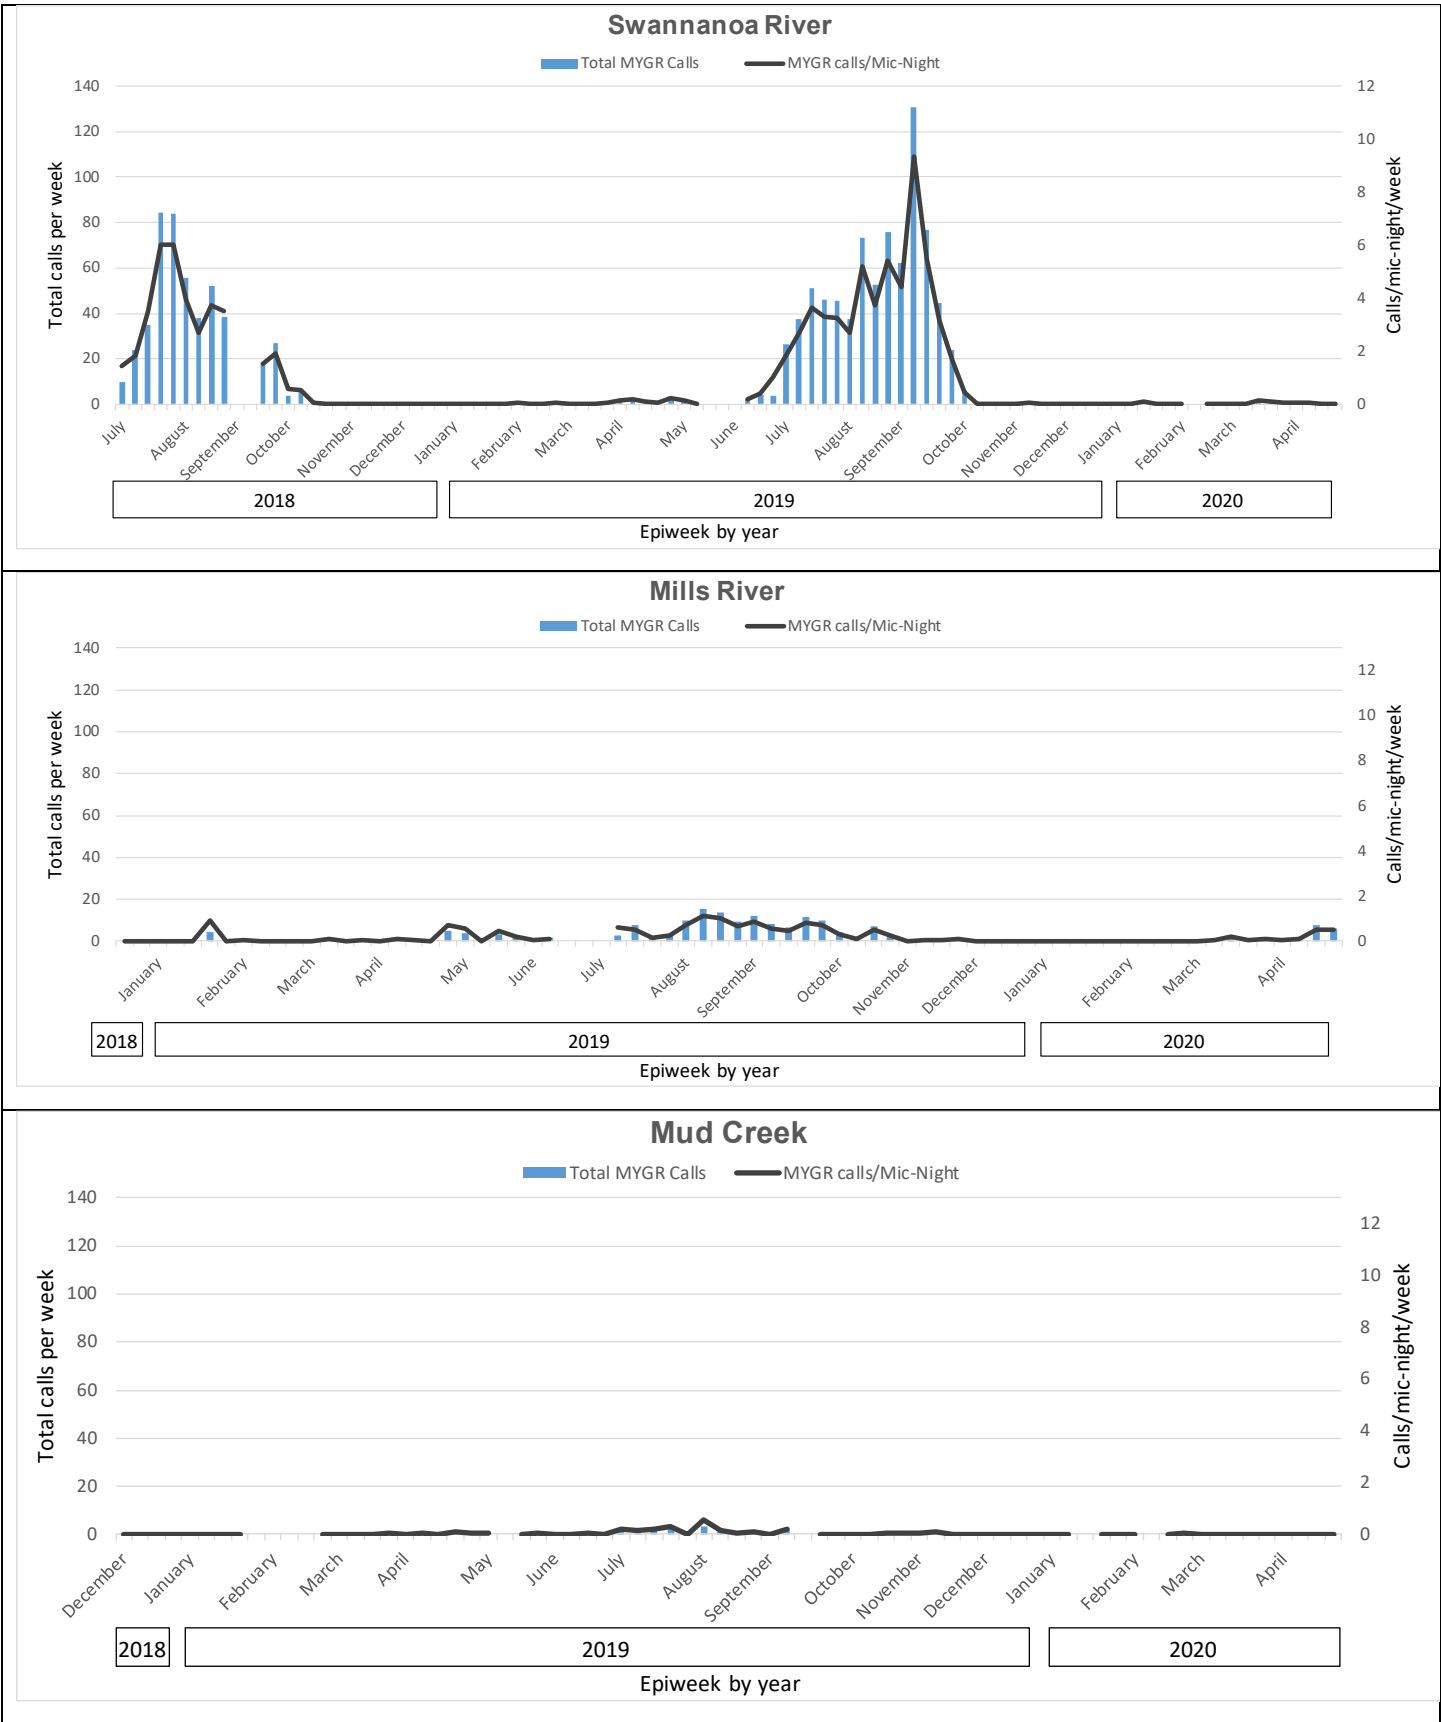 Swannanoa River
Total MYGR Calls MYGR calls/Mic-Night
140 12
120 10
100 8
80 6
60 4
40 2
20 0
0
Total calls per week
Calls/mic-night/week
July August September October November December January February March April May June July August September October November December January February March April
2018 2019 2020
Epiweek by year
Mills River
Total MYGR Calls MYGR calls/Mic-Night
140
120 12
100 10
80 8
60 6
40 4
20 2
0 0
Total calls per week
Calls/mic-night/week
January February March April May June July August September October November December January February March April
2018 2019 2020
Epiweek by year
Mud Creek
Total MYGR Calls MYGR calls/Mic-Night
140
120 12
100 10
80 8
60 6
40 4
20 2
0 0
Total calls per week
Calls/mic-night/week
December January February March April May June July August September October November December January February March April
2018 2019 2020
Epiweek by year